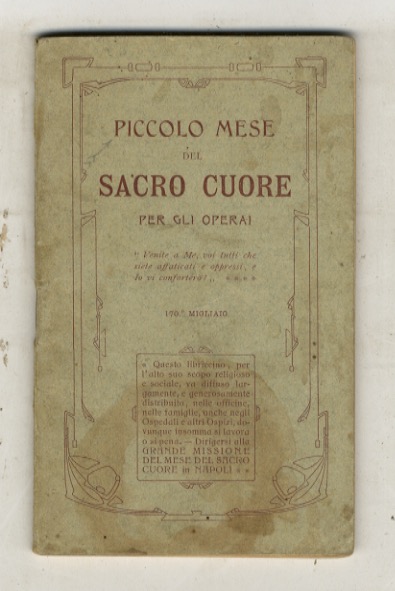 PICCOLO MESE
DEL
SACRO CUORE
PER GLI OPERAI
“ Venite a Me, voi tutti che
siete affaticati e oppressi, e
Io vi conforterò! „
190.° MIGLIAIO
« Questo libriccino, per
l'alto suo scopo religioso
e sociale, va diffuso lar-
gamente, e generosamente
distribuito, nelle officine,
nelle famiglie, anche negli
Ospedali e altri Ospizi, do-
vunque insomma si lavora
o si pena. — Dirigersi alla
GRANDE MISSIONE
DEL MESE DEL SACRO
CUORE in NAPOLI » »